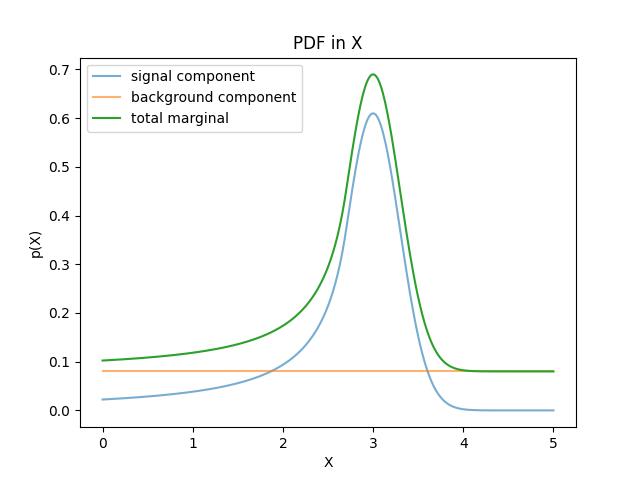 PDF in X
signal component
background component
total marginal
p(X)
0.7
0.6
0.5
0.4
0.3
0.2
0.1
0.0
0 1 2 3 4 5
X